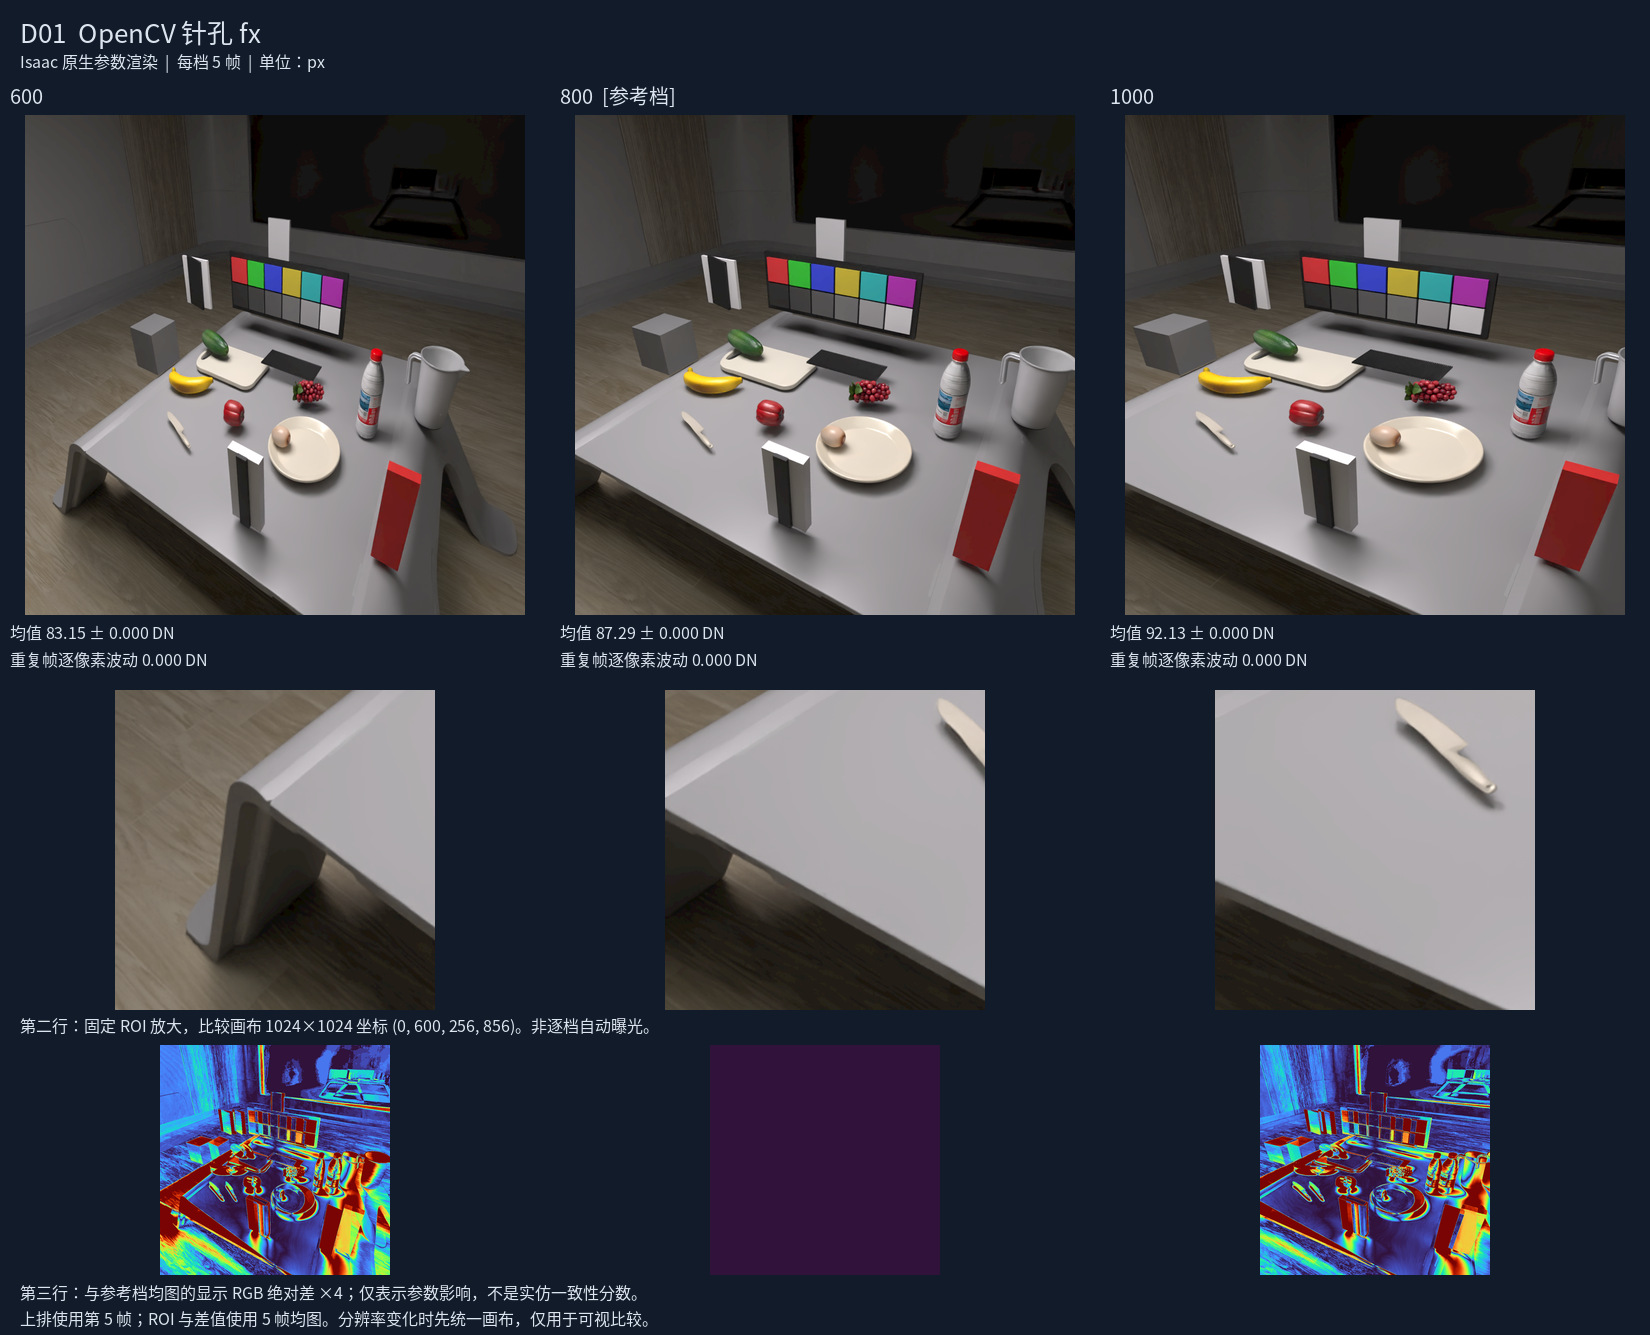 D01 OpenCV 针孔 fx
Isaac 原生参数渲染 | 每档 5 帧 | 单位：px
600
800 [参考档]
1000
均值 83.15 ± 0.000 DN
重复帧逐像素波动 0.000 DN
均值 87.29 ± 0.000 DN
重复帧逐像素波动 0.000 DN
均值 92.13 ± 0.000 DN
重复帧逐像素波动 0.000 DN
第二行：固定 ROI 放大，比较画布 1024×1024 坐标 (0, 600, 256, 856)。非逐档自动曝光。
第三行：与参考档均图的显示 RGB 绝对差 ×4；仅表示参数影响，不是实仿一致性分数。
上排使用第 5 帧；ROI 与差值使用 5 帧均图。分辨率变化时先统一画布，仅用于可视比较。